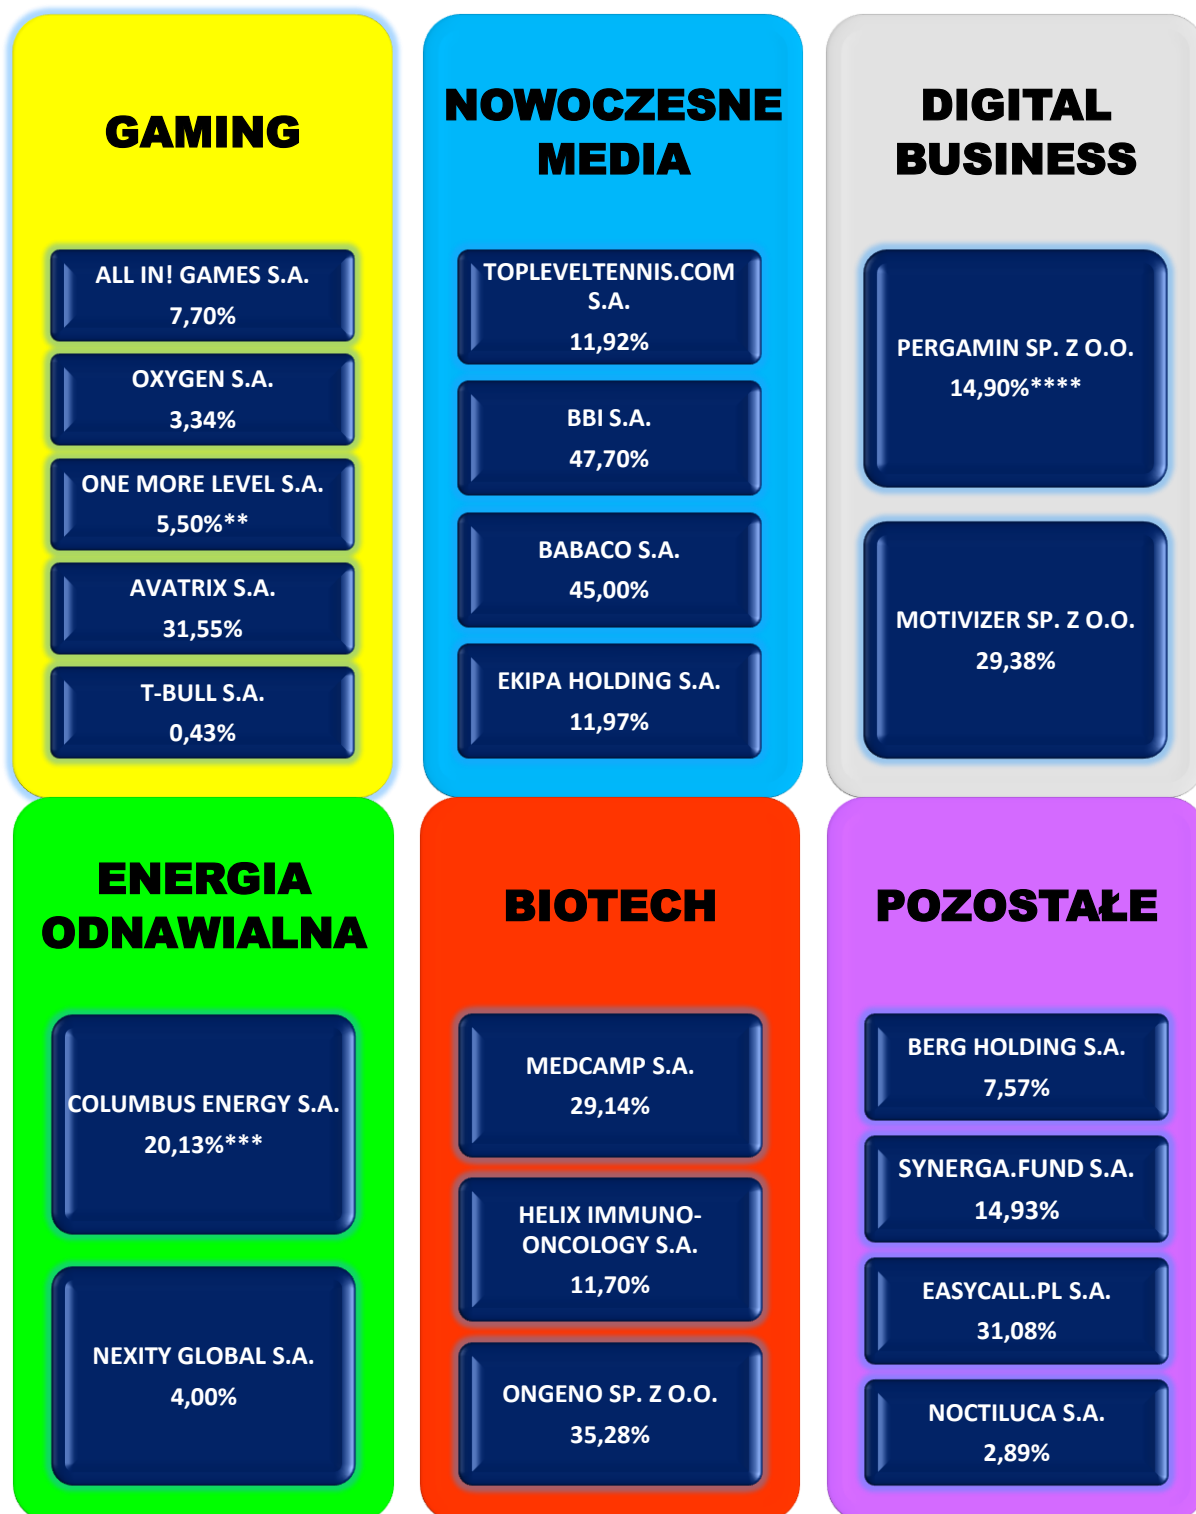 GAMING
ALL IN! GAMES S.A.
7,70%
OXYGEN S.A.
3,34%
ONE MORE LEVEL S.A.
5,50%**
AVATRIX S.A.
31,55%
T-BULL S.A.
0,43%
NOWOCZESNE
MEDIA
TOPLEVELTENNIS.COM
S.A.
11,92%
BBI S.A.
47,70%
BABACO S.A.
45,00%
EKIPA HOLDING S.A.
11,97%
DIGITAL
BUSINESS
PERGAMIN SP. Z O.O.
14,90%****
MOTIVIZER SP. Z O.O.
29,38%
ENERGIA
ODNAWIALNA
COLUMBUS ENERGY S.A.
20,13%***
NEXITY GLOBAL S.A.
4,00%
BIOTECH
MEDCAMP S.A.
29,14%
HELIX IMMUNO-
ONCOLOGY S.A.
11,70%
ONGENO SP. Z O.O.
35,28%
POZOSTAŁE
BERG HOLDING S.A.
7,57%
SYNERGA.FUND S.A.
14,93%
EASYCALL.PL S.A.
31,08%
NOCTILUCA S.A.
2,89%